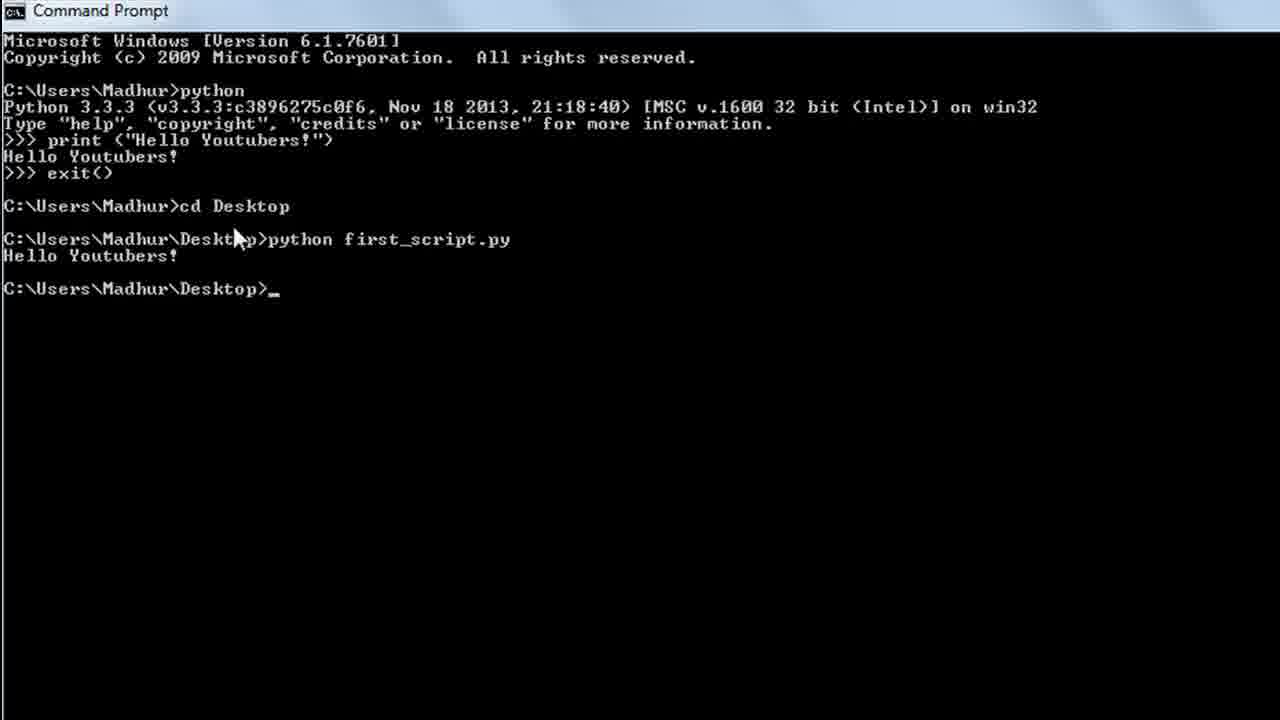 Command Prompt
Microsoft Windows [Version 6.1.7601]
Copyright (c) 2009 Microsoft Corporation.  All rights reserved.
C:\Users\Madhur>python
Python 3.3.3 (v3.3.3:c3896275c0f6, Nov 18 2013, 21:18:40) [MSC v.1600 32 bit (Intel)] on win32
Type "help", "copyright", "credits" or "license" for more information.
>>> print ("Hello Youtubers!")
Hello Youtubers!
>>> exit()
C:\Users\Madhur>cd Desktop
C:\Users\Madhur\Desktop>python first_script.py
Hello Youtubers!
C:\Users\Madhur\Desktop>_